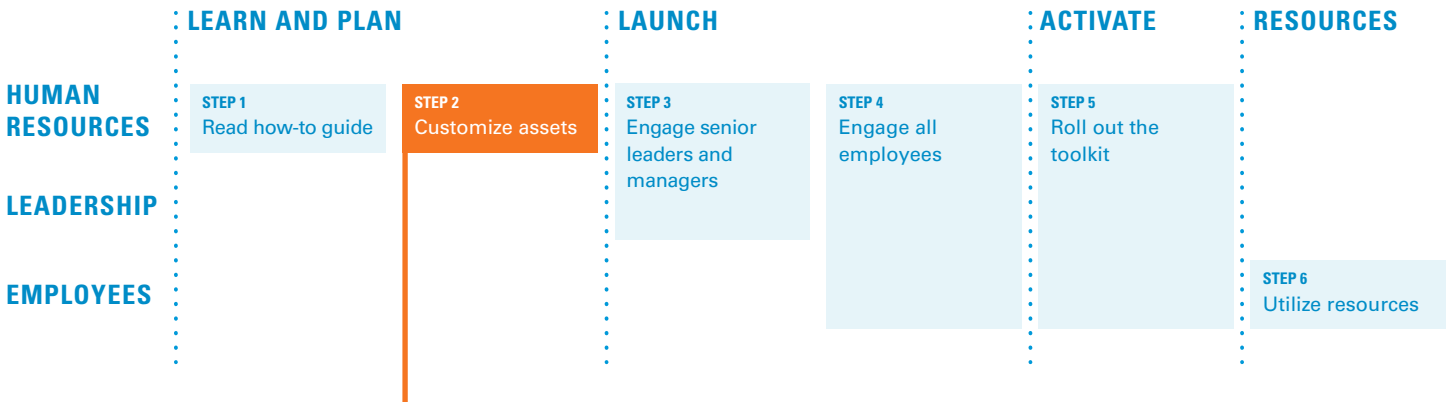 LEARN AND PLAN
LAUNCH
ACTIVATE
RESOURCES
HUMAN
RESOURCES
LEADERSHIP
EMPLOYEES
STEP 1
Read how-to guide
STEP 2
Customize assets
STEP 3
Engage senior
leaders and
managers
STEP 4
Engage all
employees
STEP 5
Roll out the
toolkit
STEP 6
Utilize resources